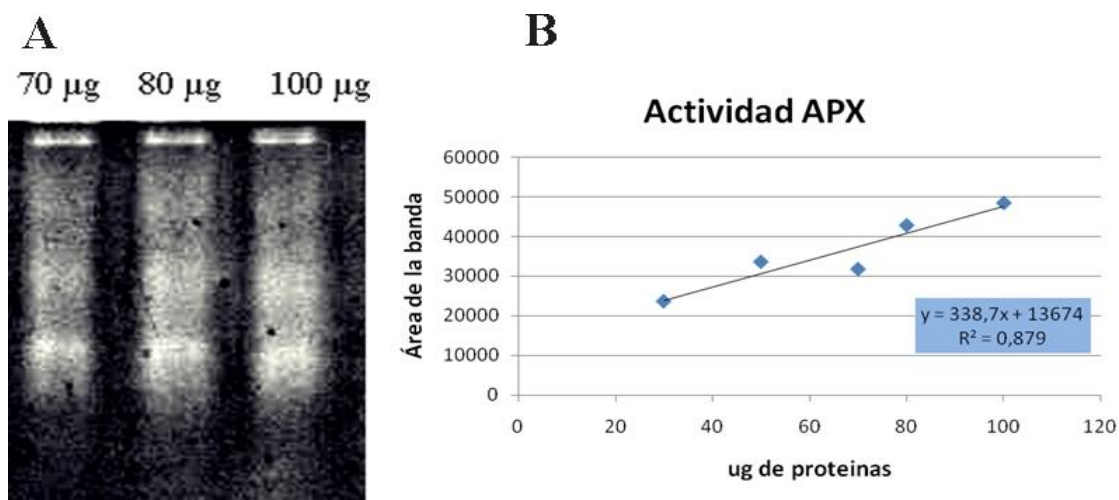 A
70 µg 80 µg 100 µg
B
Actividad APX
Área de la banda
60000
50000
40000
30000
20000
10000
0
y = 338,7x + 13674
R² = 0,879
0 20 40 60 80 100 120
ug de proteinas